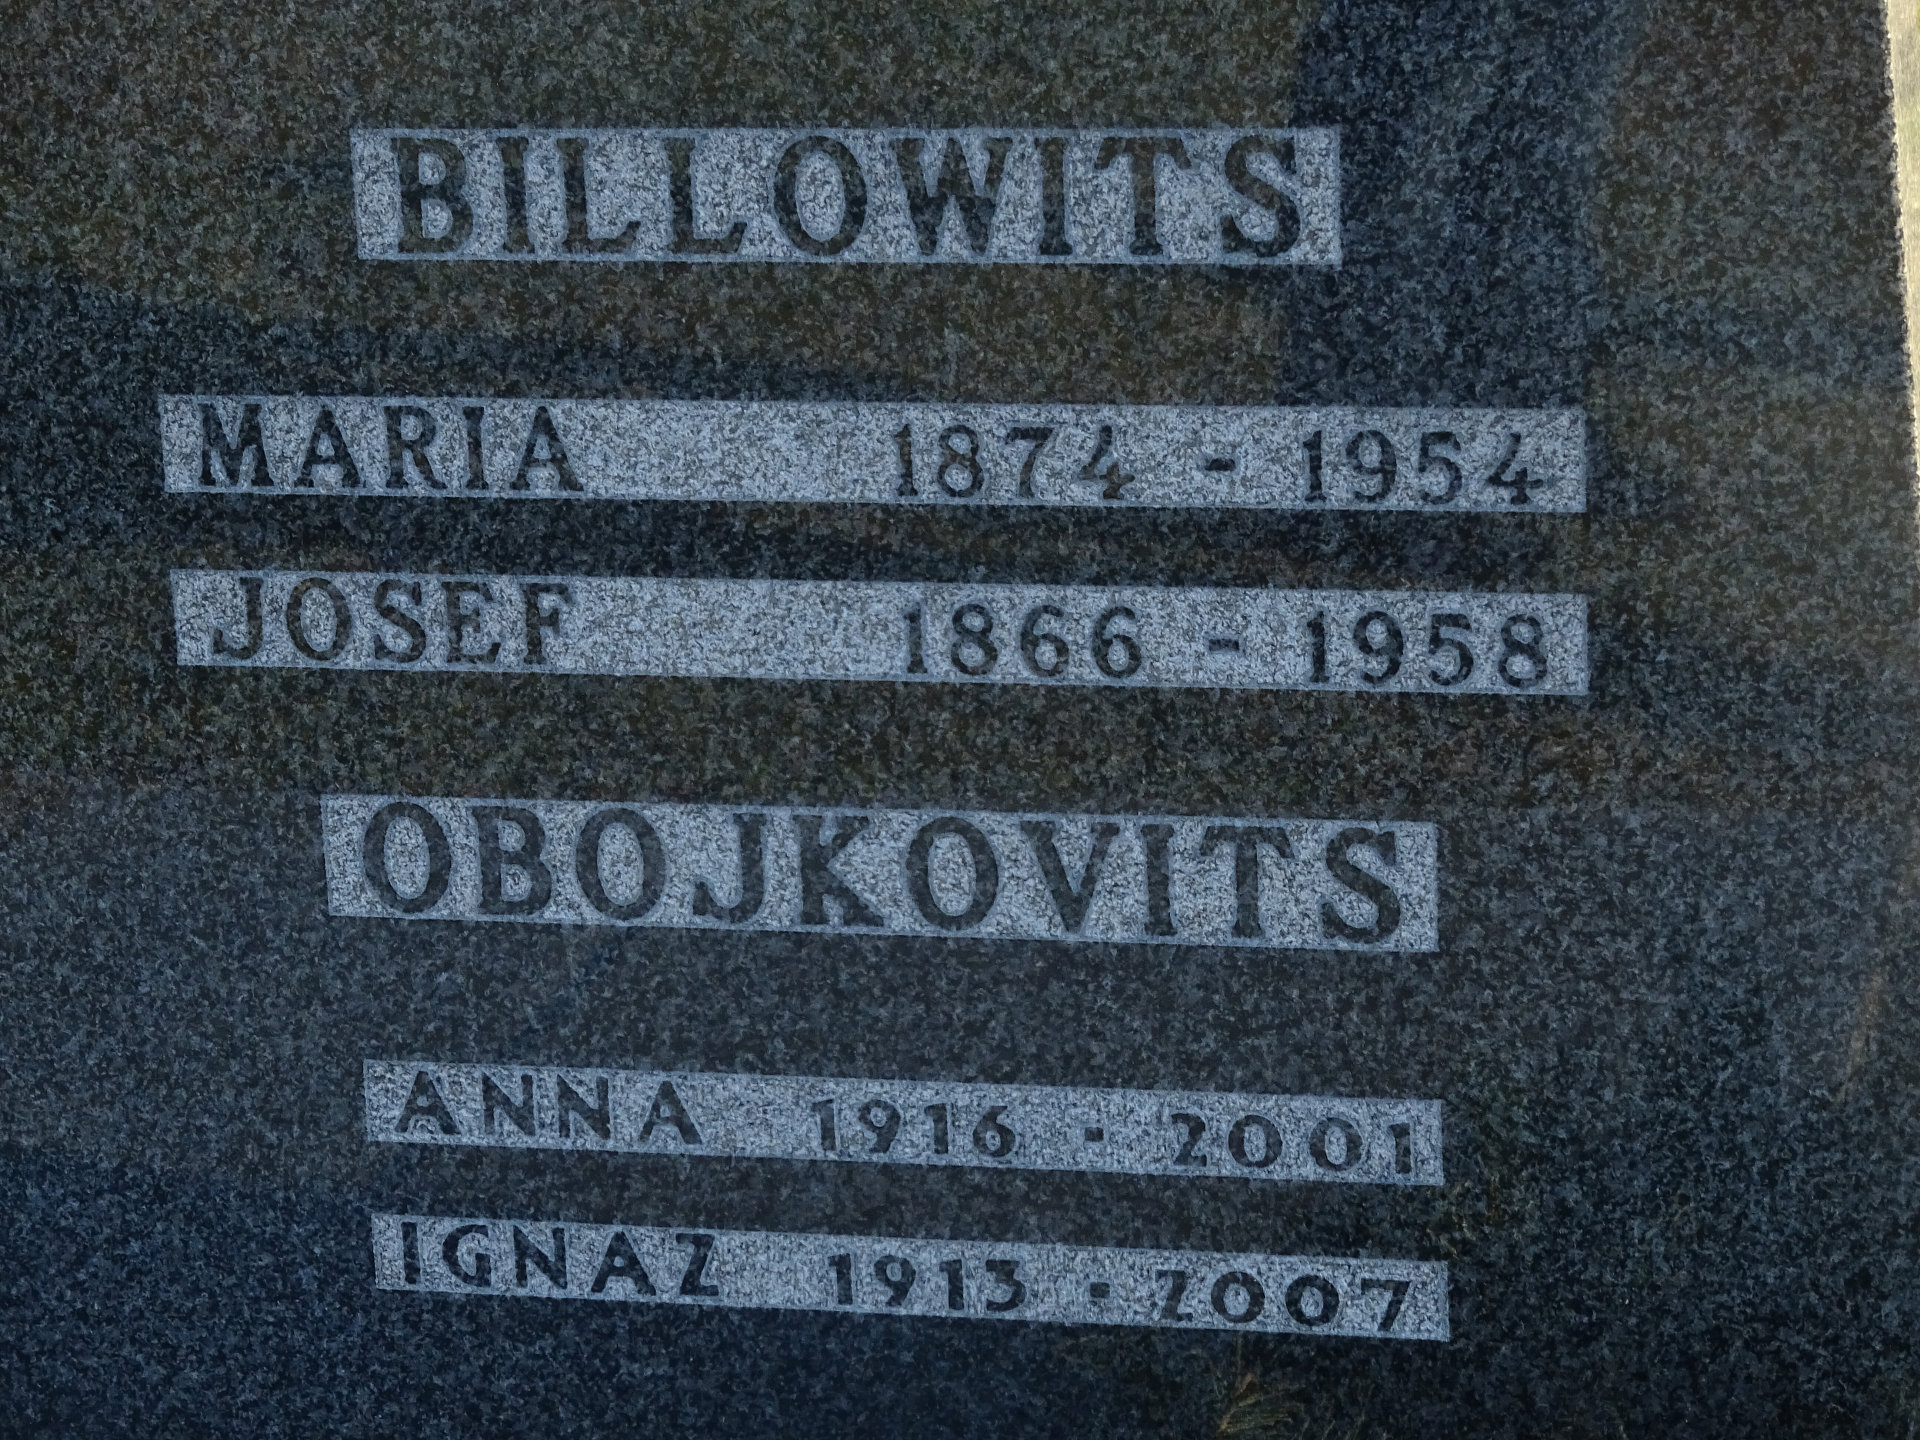 BILLOWITS
MARIA 1874 - 1954
JOSEF 1866 - 1958
OBOJKOVITS
ANNA 1916 - 2001
IGNAZ 1913 - 2007